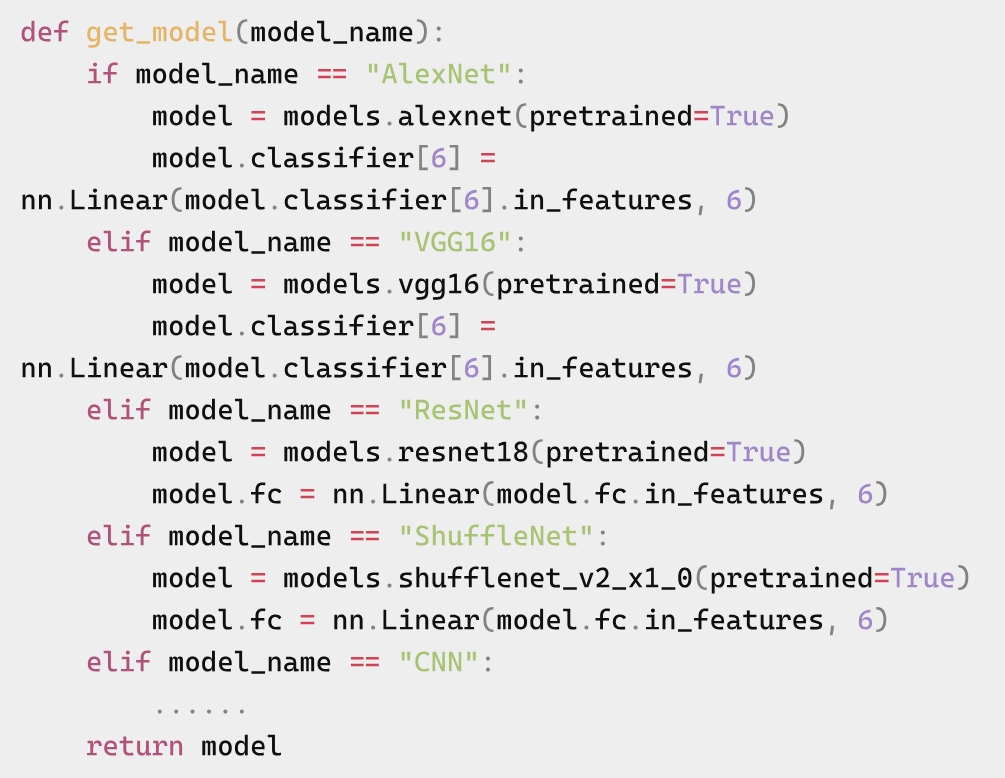 def get_model(model_name):
    if model_name == "AlexNet":
        model = models.alexnet(pretrained=True)
        model.classifier[6] =
nn.Linear(model.classifier[6].in_features, 6)
    elif model_name == "VGG16":
        model = models.vgg16(pretrained=True)
        model.classifier[6] =
nn.Linear(model.classifier[6].in_features, 6)
    elif model_name == "ResNet":
        model = models.resnet18(pretrained=True)
        model.fc = nn.Linear(model.fc.in_features, 6)
    elif model_name == "ShuffleNet":
        model = models.shufflenet_v2_x1_0(pretrained=True)
        model.fc = nn.Linear(model.fc.in_features, 6)
    elif model_name == "CNN":
        ......
    return model